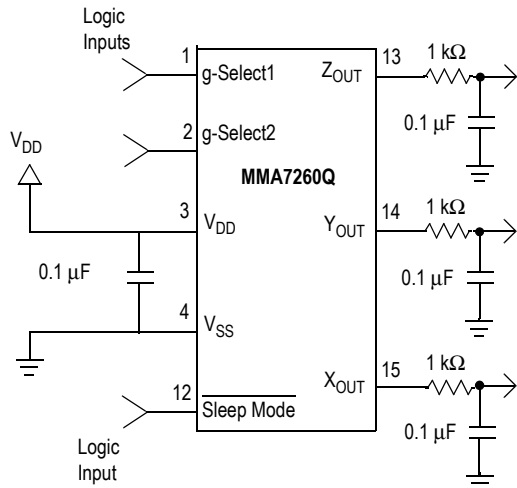 Logic
Inputs
1
g-Select1
2
g-Select2
V_DD
3
V_DD
0.1 μF
4
V_SS
12
Sleep Mode
Logic
Input
MMA7260Q
Z_OUT
13
1 kΩ
0.1 μF
Y_OUT
14
1 kΩ
0.1 μF
X_OUT
15
1 kΩ
0.1 μF